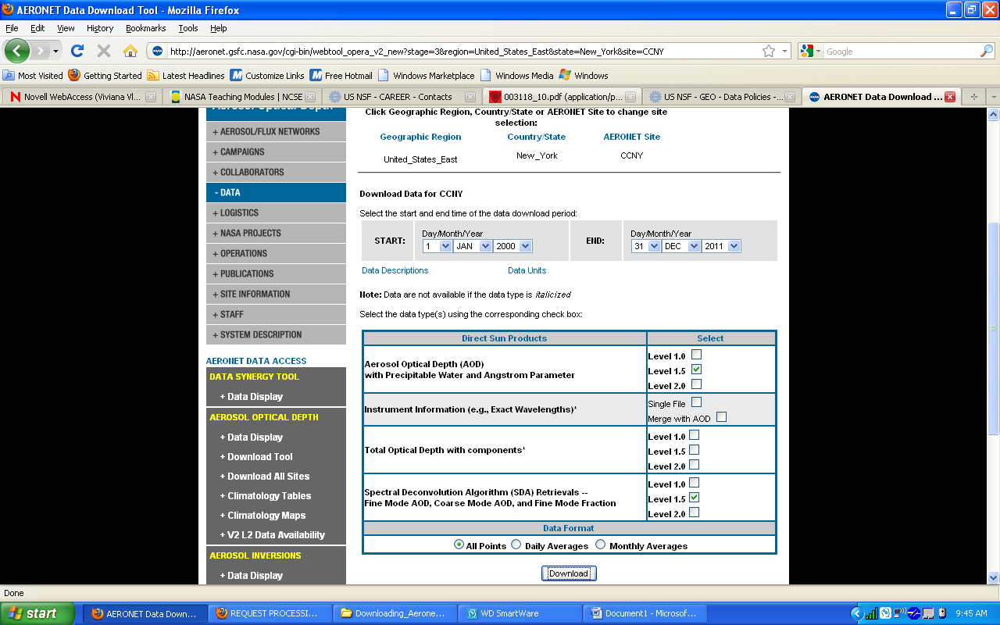 AERONET Data Download Tool - Mozilla Firefox
File Edit View History Bookmarks Tools Help
http://aeronet.gsfc.nasa.gov/cgi-bin/webtool_opera_v2_new?stage=3&region=United_States_East&state=New_York&site=CCNY
Google
Most Visited Getting Started Latest Headlines Customize Links Free Hotmail Windows Marketplace Windows Media Windows
Novell WebAccess (Viviana VI... NASA Teaching Modules | NCSE US NSF - CAREER - Contacts 003118_10.pdf (application/p... US NSF - GEO - Data Policies -... AERONET Data Download ...
Aerosol Optical Depth
+ AEROSOL/FLUX NETWORKS
+ CAMPAIGNS
+ COLLABORATORS
- DATA
+ LOGISTICS
+ NASA PROJECTS
+ OPERATIONS
+ PUBLICATIONS
+ SITE INFORMATION
+ STAFF
+ SYSTEM DESCRIPTION
AERONET DATA ACCESS
DATA SYNERGY TOOL
+ Data Display
AEROSOL OPTICAL DEPTH
+ Data Display
+ Download Tool
+ Download All Sites
+ Climatology Tables
+ Climatology Maps
+ V2 L2 Data Availability
AEROSOL INVERSIONS
+ Data Display
Click Geographic Region, Country/State or AERONET Site to change site
selection:
Geographic Region Country/State AERONET Site
United_States_East New_York CCNY
Download Data for CCNY
Select the start and end time of the data download period:
START: Day/Month/Year END: Day/Month/Year
1 JAN 2000 31 DEC 2011
Data Descriptions Data Units
Note: Data are not available if the data type is italicized
Select the data type(s) using the corresponding check box:
Direct Sun Products Select
Aerosol Optical Depth (AOD)
with Precipitable Water and Angstrom Parameter
Level 1.0
Level 1.5
Level 2.0
Instrument Information (e.g., Exact Wavelengths)*
Single File
Merge with AOD
Total Optical Depth with components*
Level 1.0
Level 1.5
Level 2.0
Spectral Deconvolution Algorithm (SDA) Retrievals --
Fine Mode AOD, Coarse Mode AOD, and Fine Mode Fraction
Level 1.0
Level 1.5
Level 2.0
Data Format
All Points Daily Averages Monthly Averages
Download
Done
start AERONET Data Down... REQUEST PROCESSI... Downloading_Aerone... WD SmartWare Document1 - Microsof... 9:45 AM